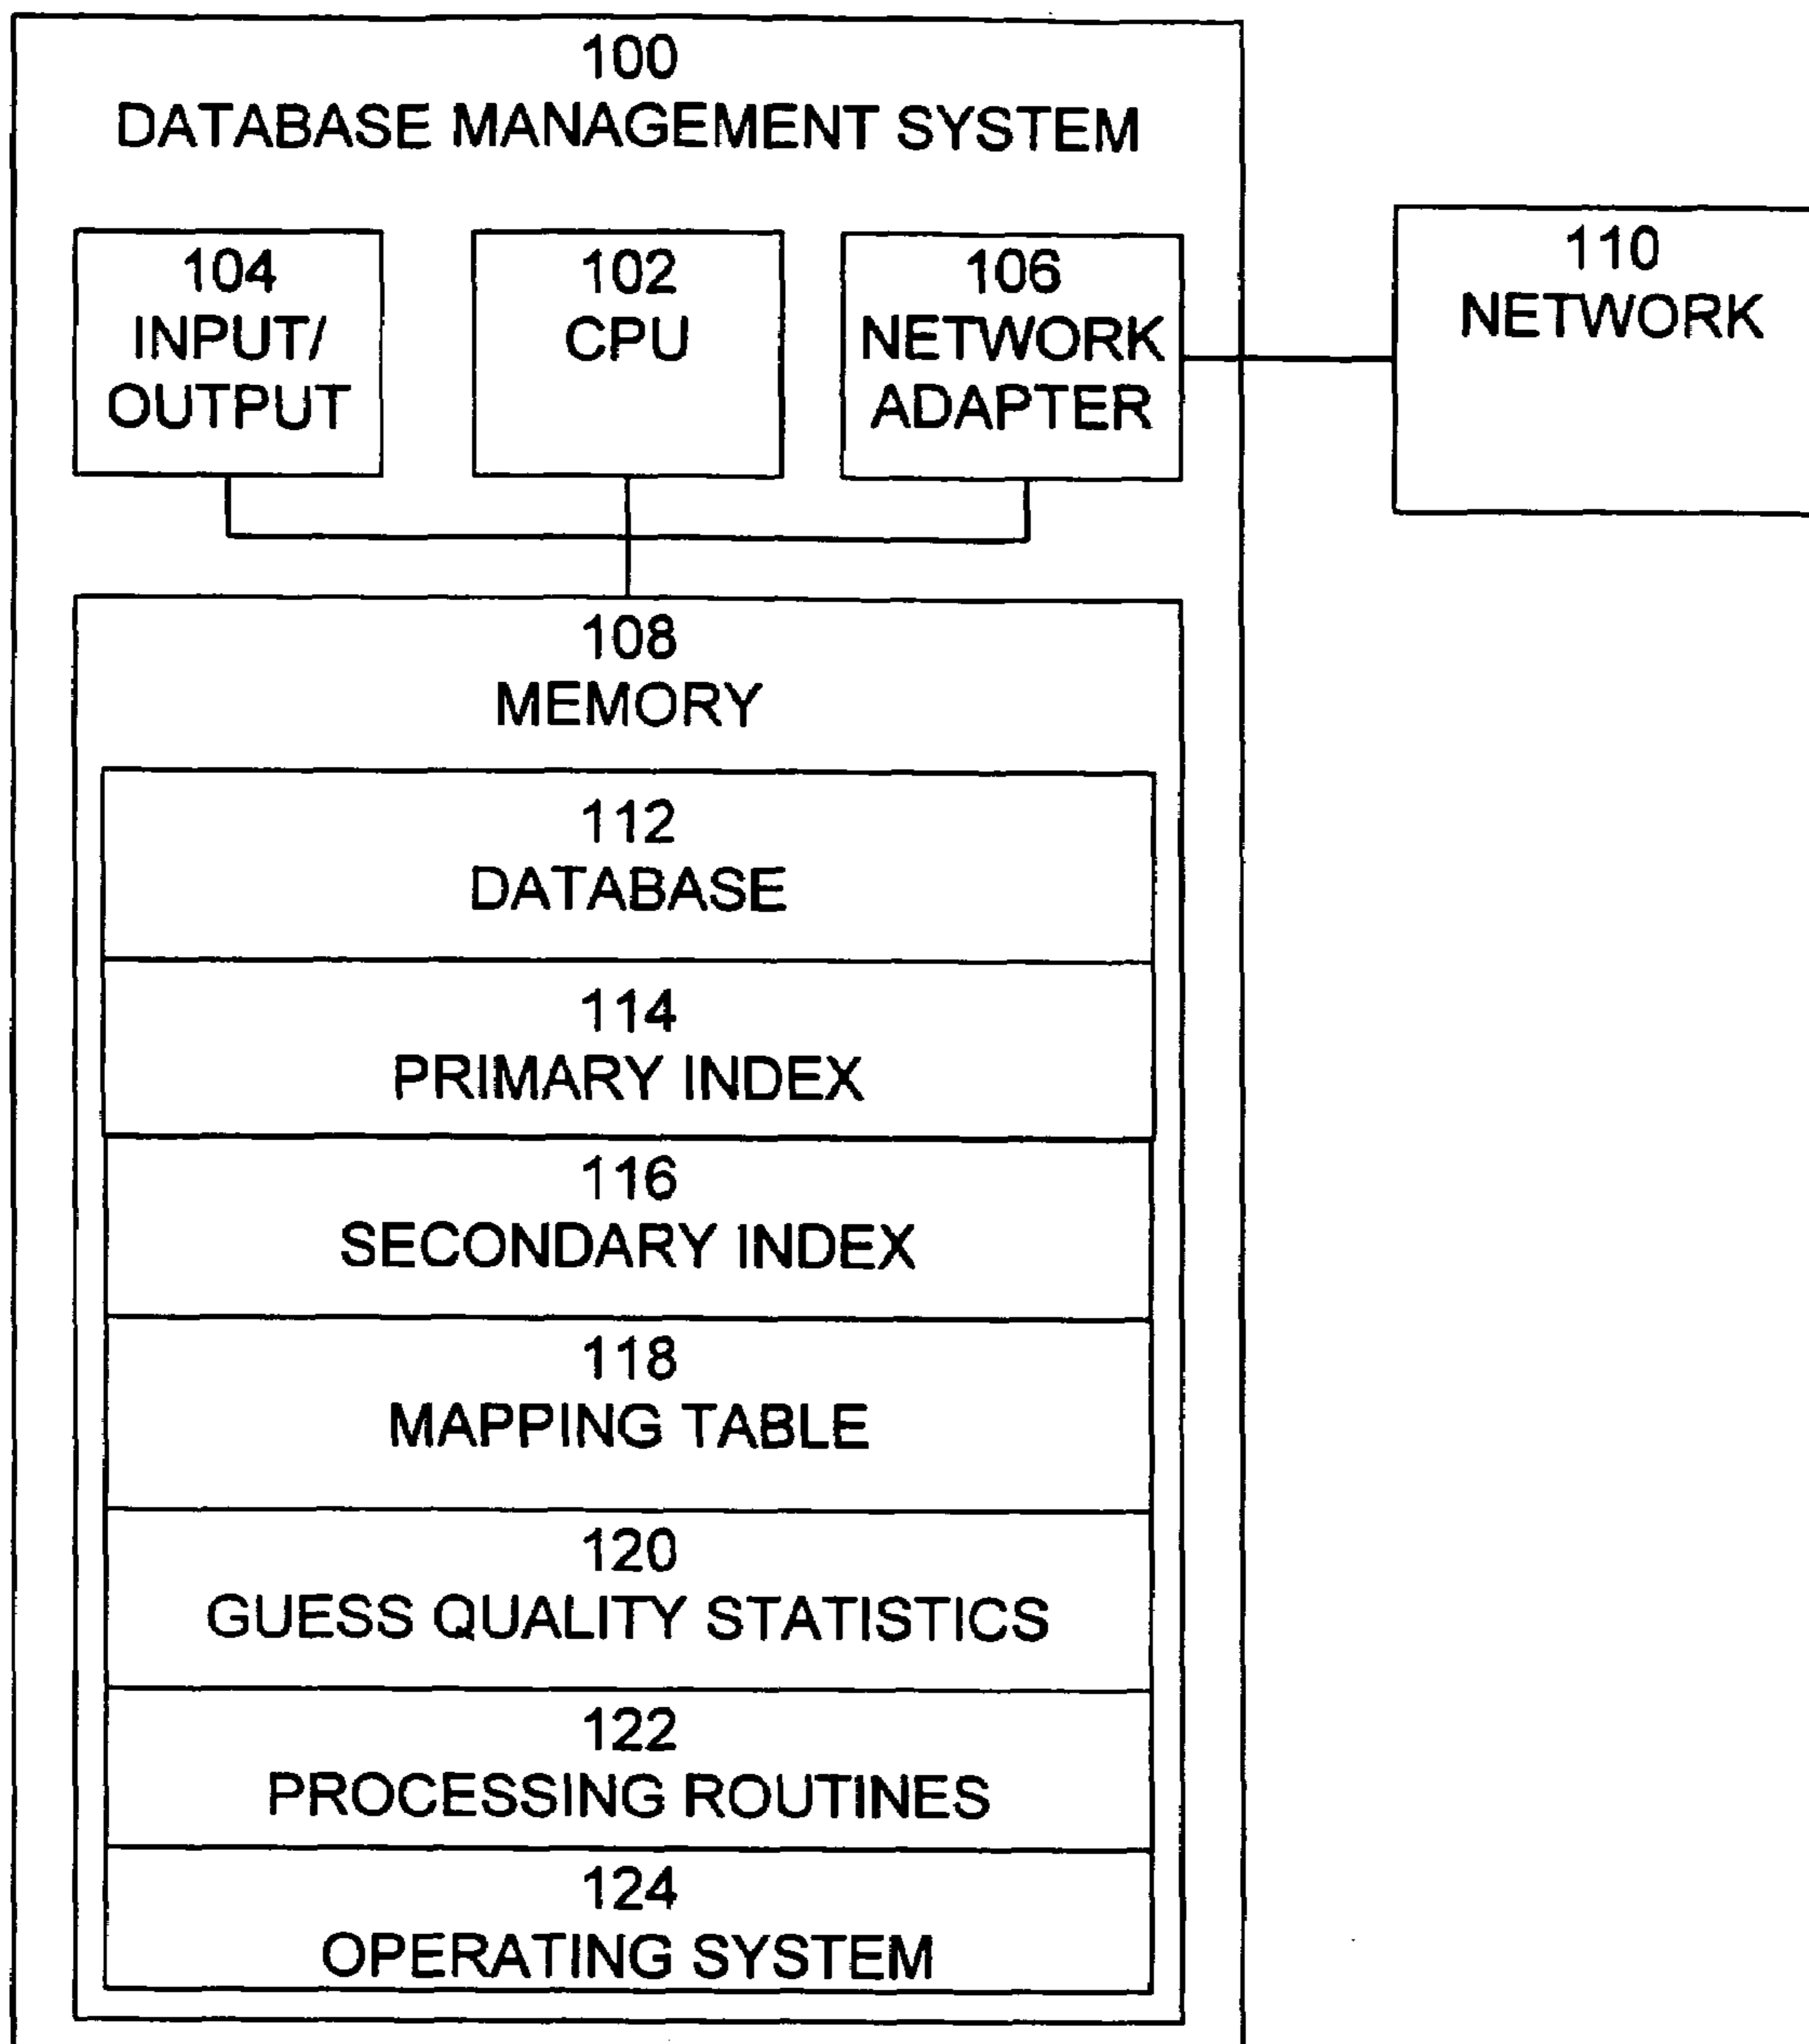 100
DATABASE MANAGEMENT SYSTEM
104
INPUT/
OUTPUT
102
CPU
106
NETWORK
ADAPTER
110
NETWORK
108
MEMORY
112
DATABASE
114
PRIMARY INDEX
116
SECONDARY INDEX
118
MAPPING TABLE
120
GUESS QUALITY STATISTICS
122
PROCESSING ROUTINES
124
OPERATING SYSTEM